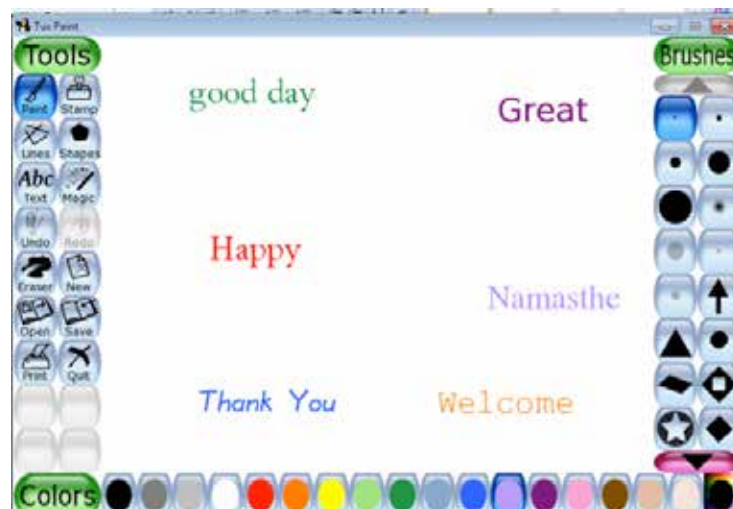 Tux Paint
Tools
Brushes
good day
Great
Paint Stamp
Lines Shapes
Abc
Text Magic
Undo Redo
Happy
Eraser New
Namasthe
Open Save
Print Quit
Thank You
Welcome
Colors